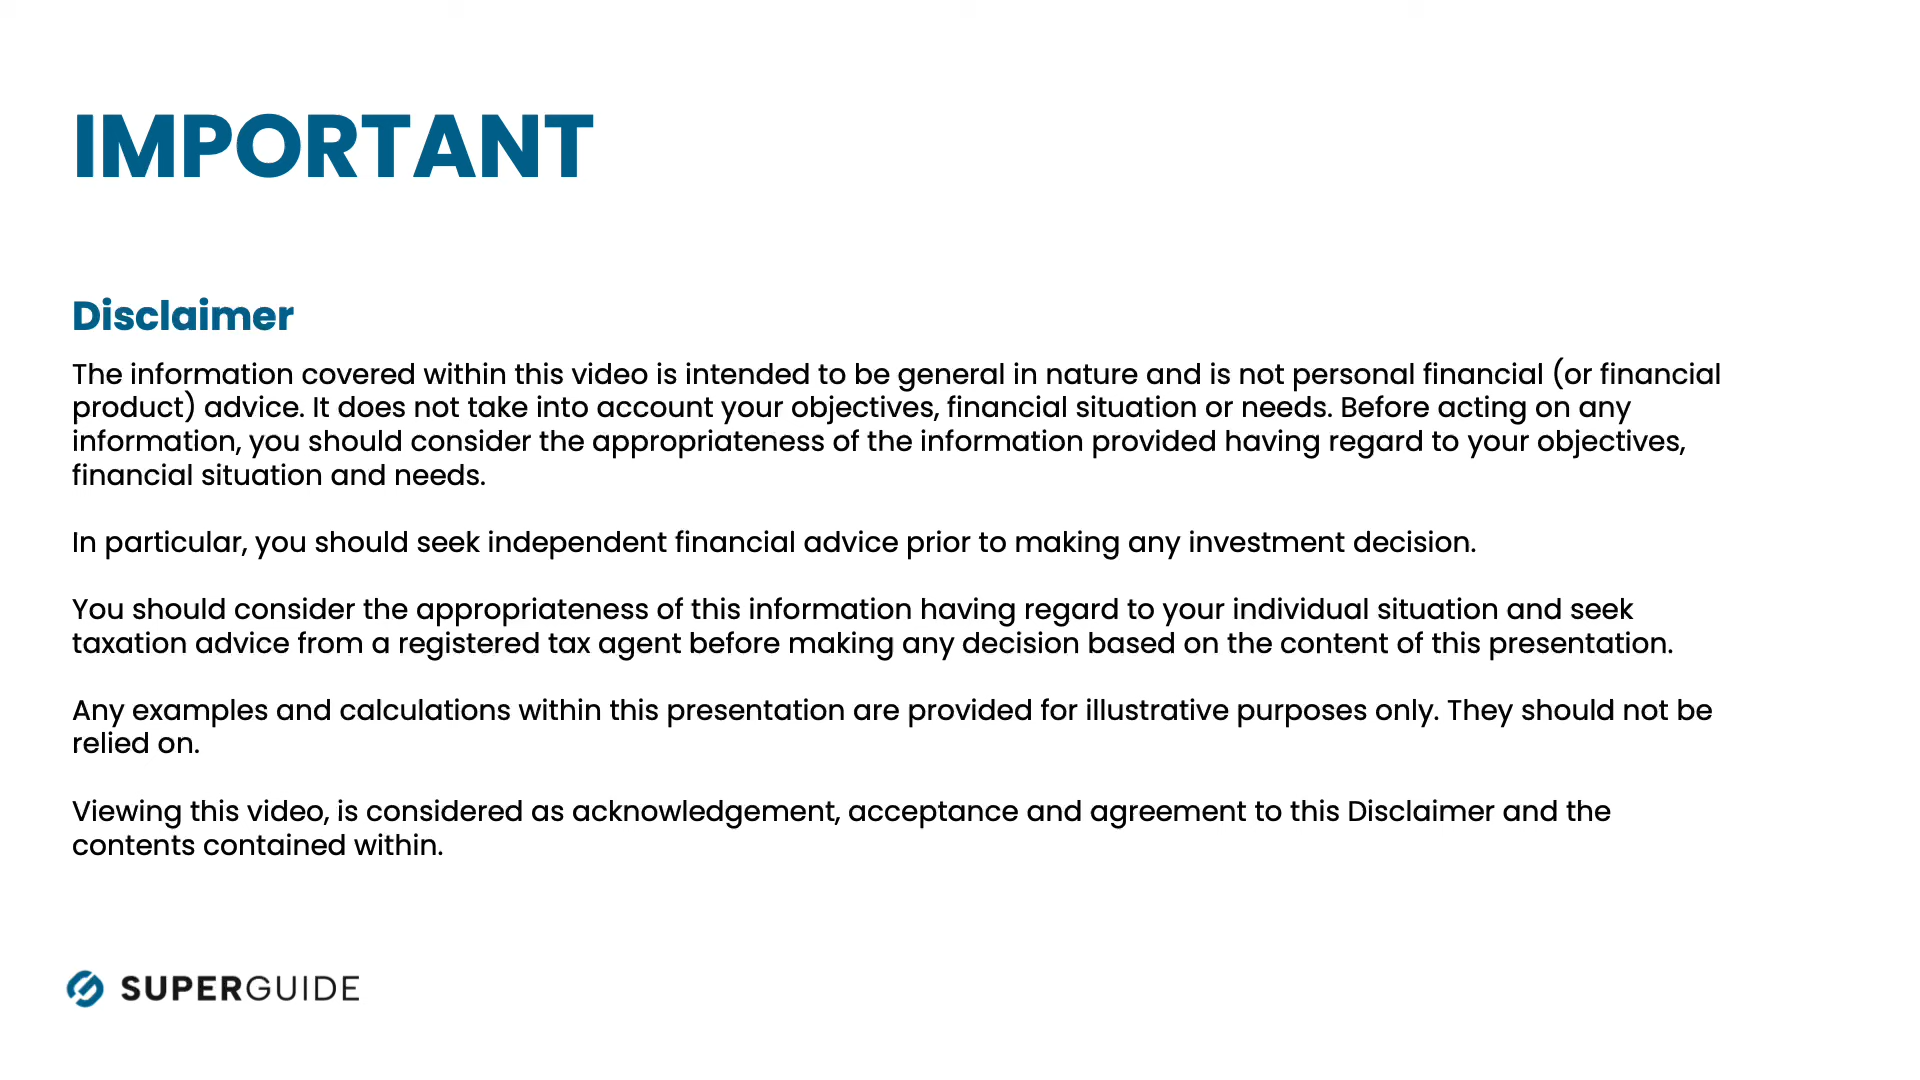 IMPORTANT
Disclaimer
The information covered within this video is intended to be general in nature and is not personal financial (or financial
product) advice. It does not take into account your objectives, financial situation or needs. Before acting on any
information, you should consider the appropriateness of the information provided having regard to your objectives,
financial situation and needs.
In particular, you should seek independent financial advice prior to making any investment decision.
You should consider the appropriateness of this information having regard to your individual situation and seek
taxation advice from a registered tax agent before making any decision based on the content of this presentation.
Any examples and calculations within this presentation are provided for illustrative purposes only. They should not be
relied on.
Viewing this video, is considered as acknowledgement, acceptance and agreement to this Disclaimer and the
contents contained within.
SUPERGUIDE